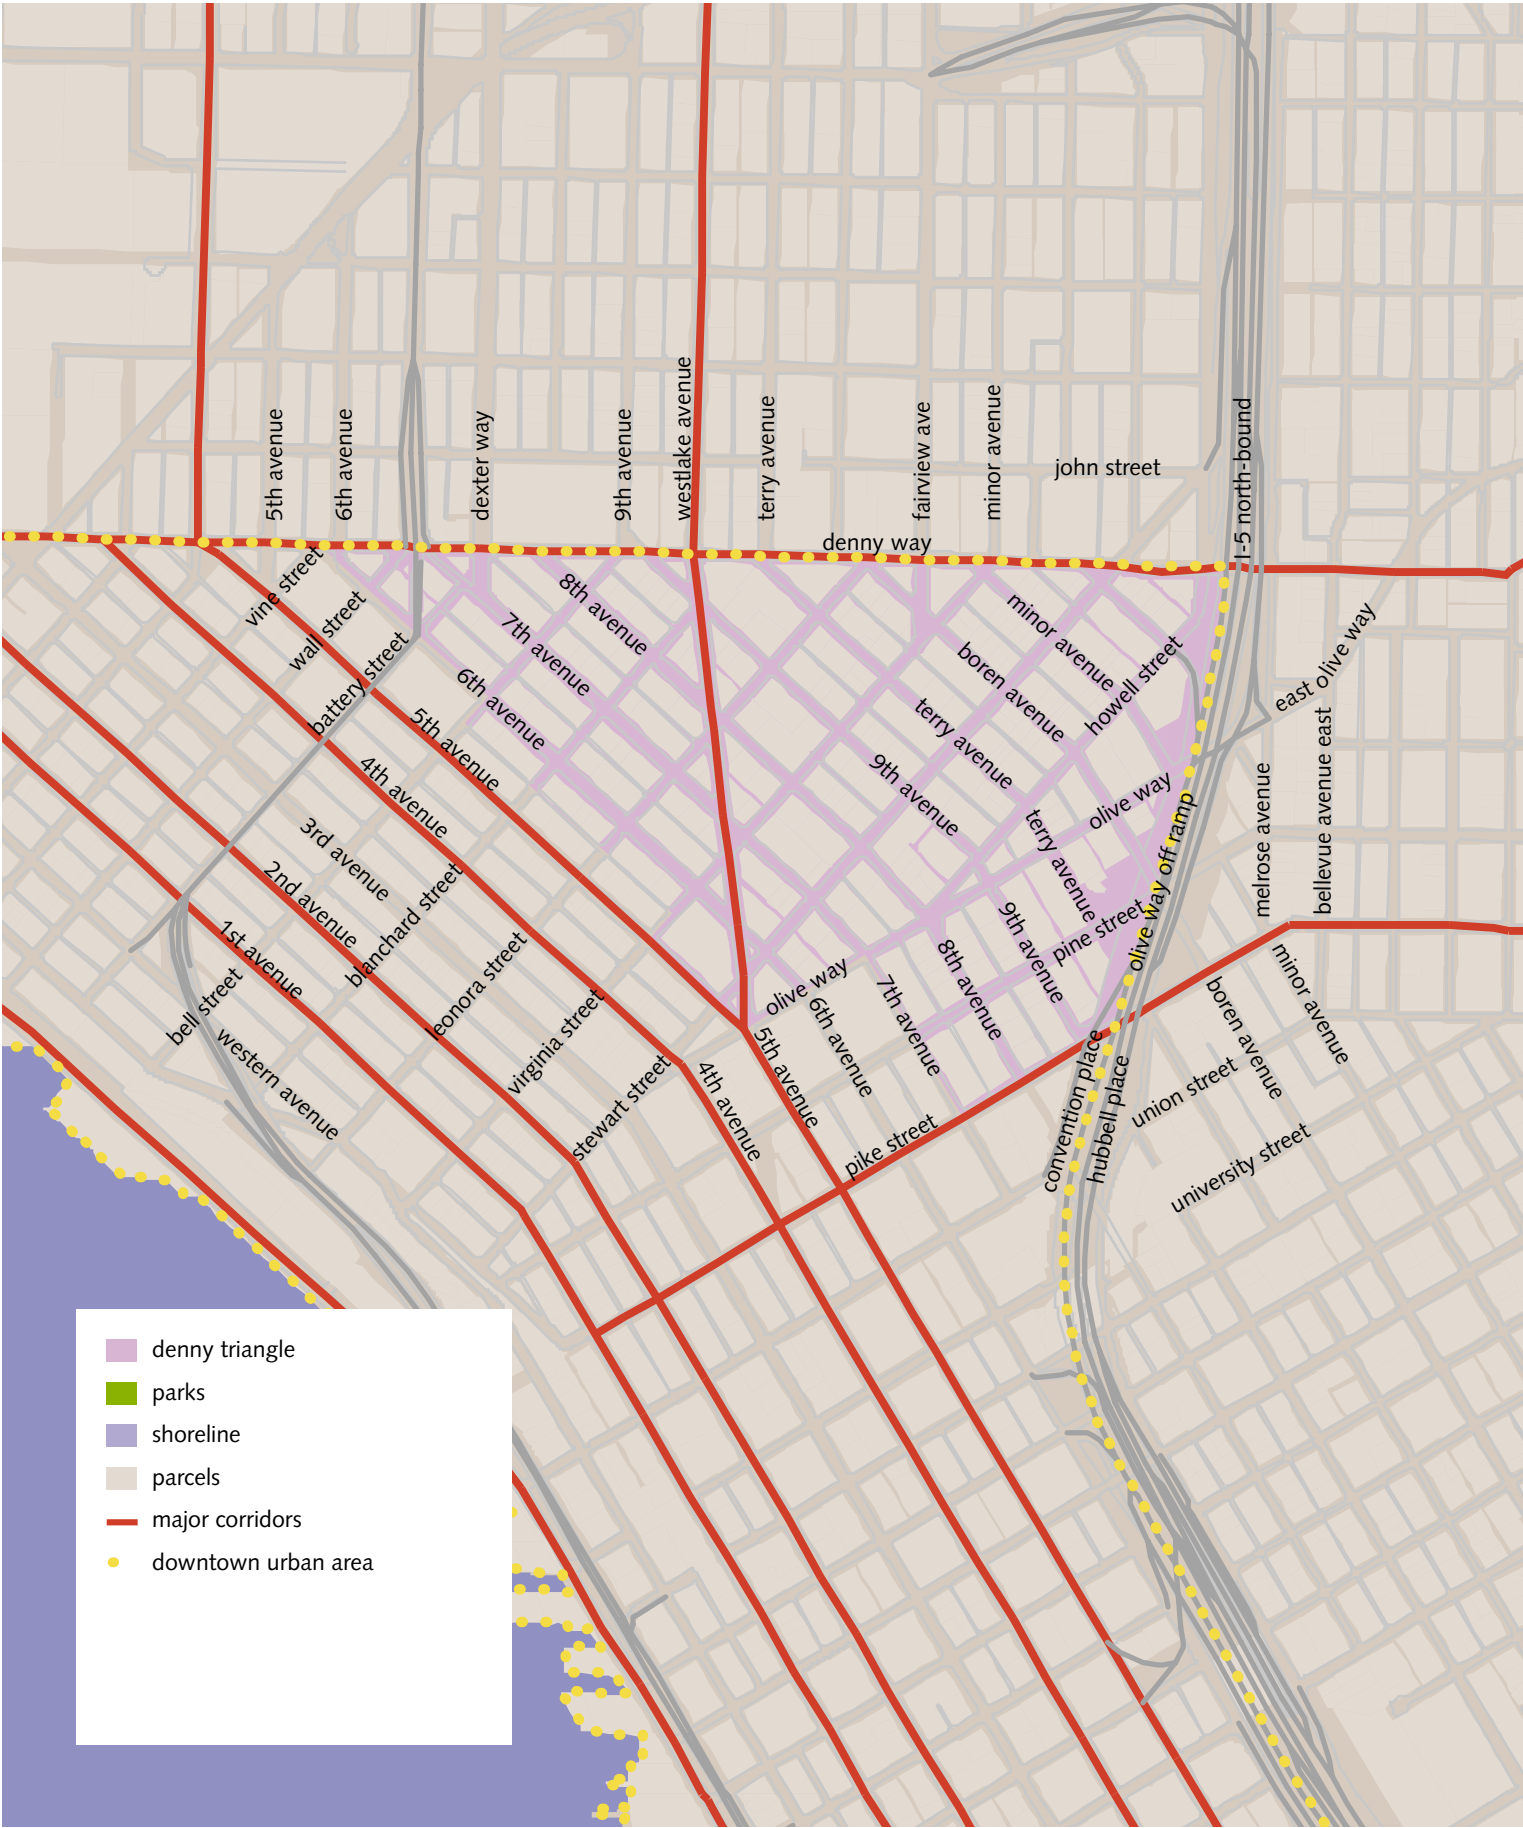 5th avenue
6th avenue
dexter way
9th avenue
westlake avenue
terry avenue
fairview ave
minor avenue
john street
I-5 north-bound
denny way
vine street
wall street
battery street
8th avenue
7th avenue
6th avenue
5th avenue
4th avenue
3rd avenue
2nd avenue
1st avenue
minor avenue
boren avenue
howell street
terry avenue
9th avenue
olive way
terry avenue
east olive way
bellevue avenue east
melrose avenue
olive way off ramp
pine street
9th avenue
8th avenue
7th avenue
6th avenue
olive way
5th avenue
4th avenue
blanchard street
leonora street
virginia street
stewart street
bell street
western avenue
pike street
convention place
hubbell place
boren avenue
minor avenue
union street
university street
denny triangle
parks
shoreline
parcels
major corridors
downtown urban area